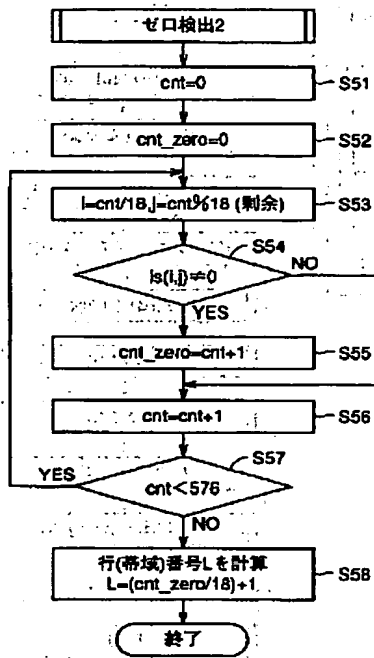 ゼロ検出2
cnt=0
S51
cnt_zero=0
S52
i=cnt/18,j=cnt%18 (剰余)
S53
S54
is(i,j)≠0
NO
YES
cnt_zero=cnt+1
S55
cnt=cnt+1
S56
S57
YES
cnt<576
NO
行(帯域)番号Lを計算
L=(cnt_zero/18)+1
S58
終了